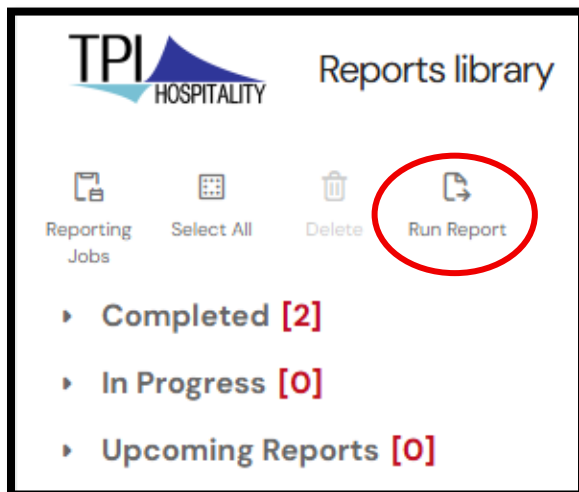 TPI
HOSPITALITY
Reports library
Reporting Jobs
Select All
Delete
Run Report
Completed [2]
In Progress [0]
Upcoming Reports [0]